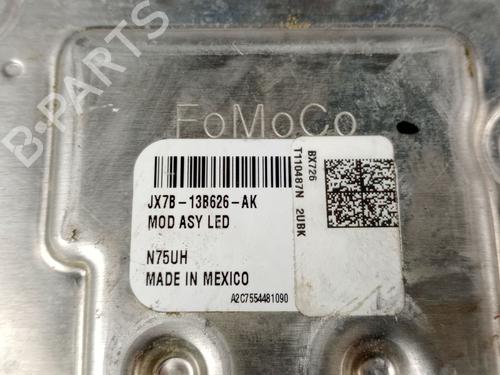 FoMoCo
JX7B-13B626-AK
MOD ASY LED
N75UH
MADE IN MEXICO
A2C7554481090
BX726
T110487N 2UBK
B-PARTS